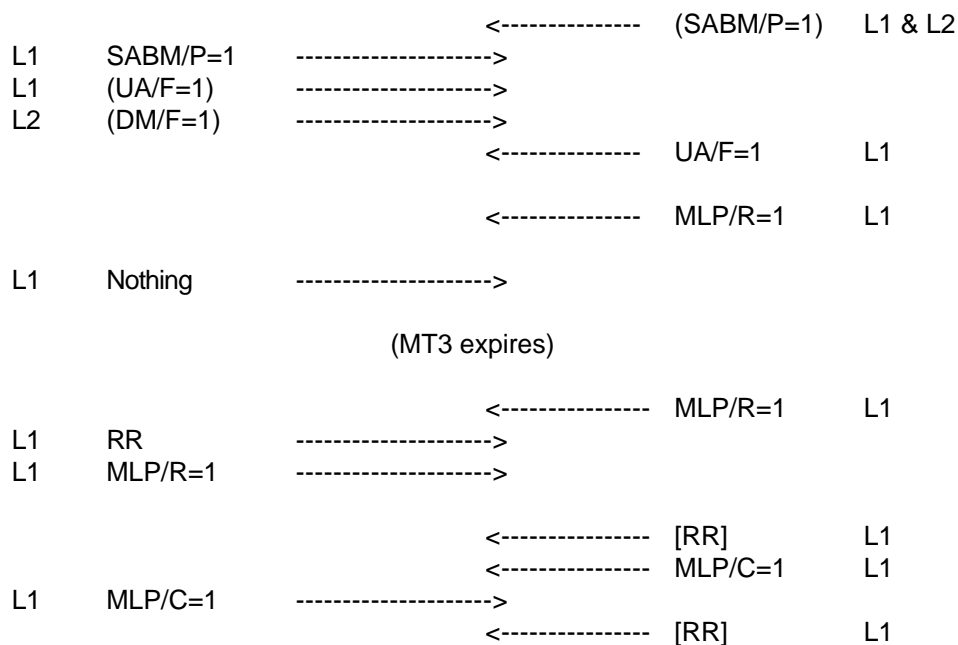 <--------------- (SABM/P=1) L1 & L2
L1 SABM/P=1 --------------------->
L1 (UA/F=1) --------------------->
L2 (DM/F=1) --------------------->
<--------------- UA/F=1 L1
<--------------- MLP/R=1 L1
L1 Nothing --------------------->
(MT3 expires)
<---------------- MLP/R=1 L1
L1 RR --------------------->
L1 MLP/R=1 --------------------->
<---------------- [RR] L1
<---------------- MLP/C=1 L1
L1 MLP/C=1 --------------------->
<---------------- [RR] L1